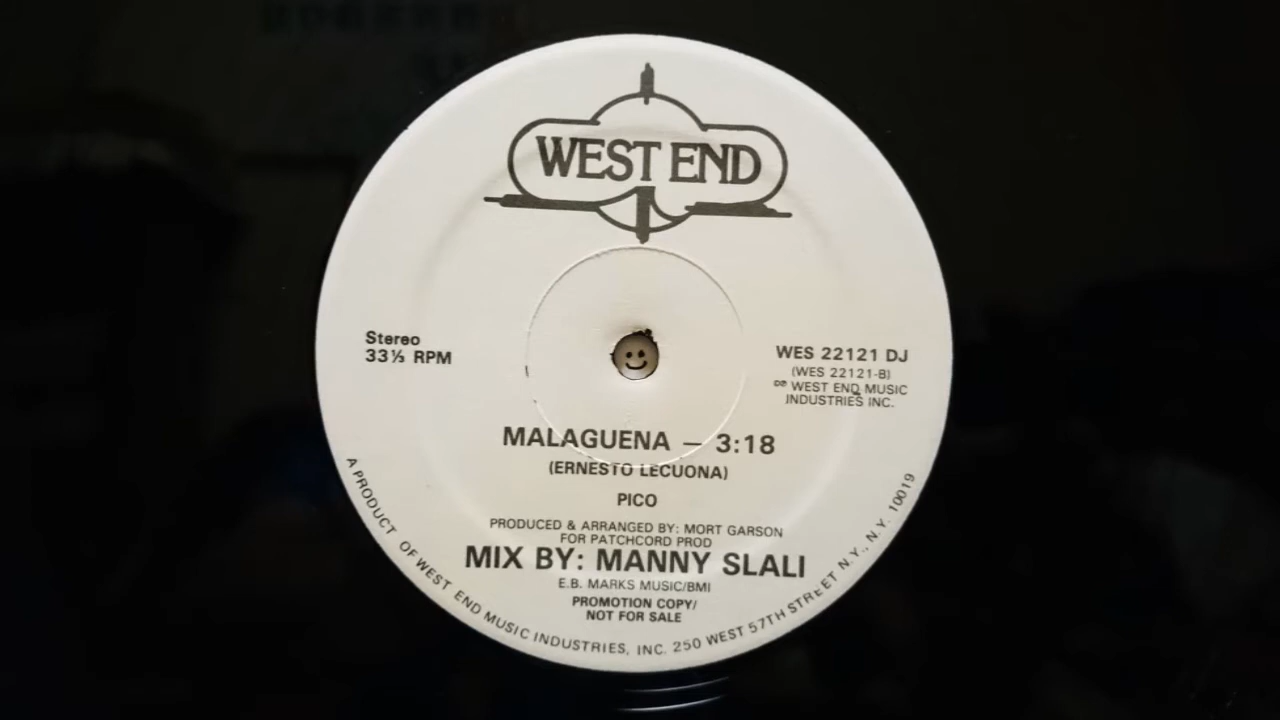 WEST END
Stereo
33⅓ RPM
WES 22121 DJ
(WES 22121-B)
©℗ WEST END MUSIC
INDUSTRIES INC.
MALAGUENA — 3:18
(ERNESTO LECUONA)
PICO
PRODUCED & ARRANGED BY: MORT GARSON
FOR PATCHCORD PROD
MIX BY: MANNY SLALI
E.B. MARKS MUSIC/BMI
PROMOTION COPY/
NOT FOR SALE
A PRODUCT OF WEST END MUSIC INDUSTRIES, INC. 250 WEST 57TH STREET N.Y., N.Y. 10019